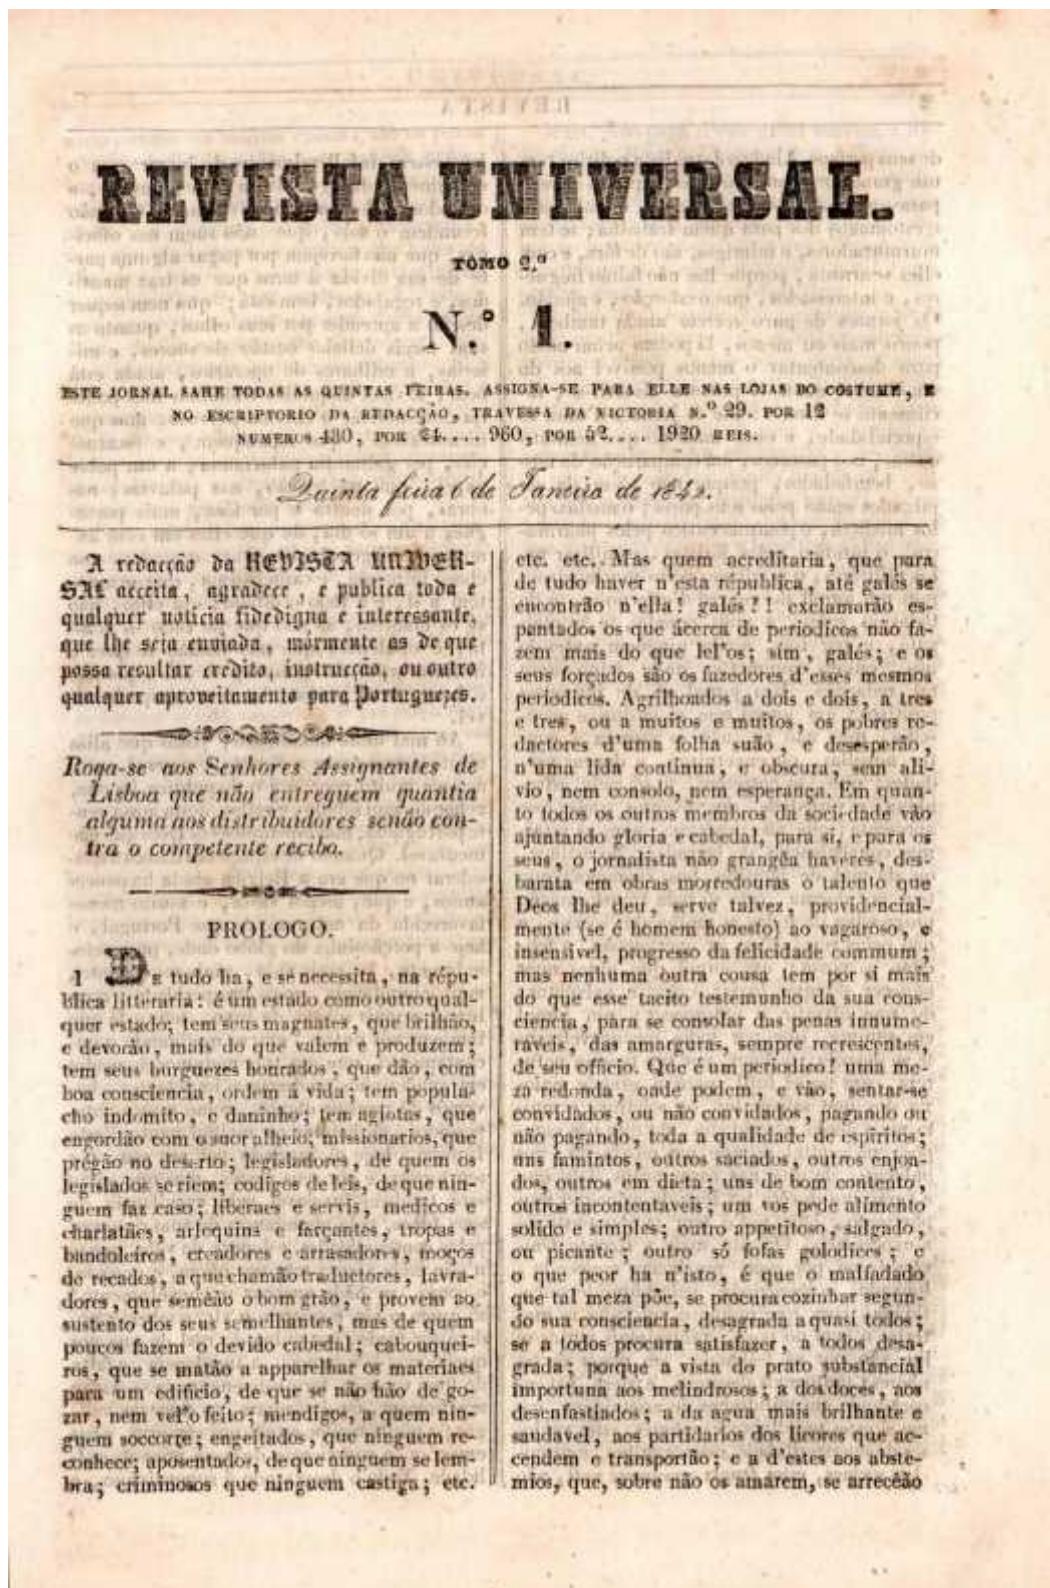 REVISTA UNIVERSAL.
TOMO 2.º
N.º 1.
ESTE JORNAL SAHE TODAS AS QUINTAS FEIRAS. ASSIGNA-SE PARA ELLE NAS LOJAS DO COSTUME, E
NO ESCRIPTORIO DA REDACÇÃO, TRAVESSA DA VICTORIA N.º 29. POR 12
NUMEROS 480, POR 24.... 960, POR 52.... 1920 REIS.
Quinta feira 6 de Janeiro de 1842.
A redacção da REVISTA UNIVER-
SAL acceita, agradece, e publica toda e
qualquer noticia fidedigna e interessante,
que lhe seja enviada, mórmente as de que
possa resultar credito, instrucção, ou outro
qualquer aproveitamento para Portuguezes.
Roga-se aos Senhores Assignantes de
Lisboa que não entreguem quantia
alguma aos distribuidores senão con-
tra o competente recibo.
PROLOGO.
1 DE tudo ha, e se necessita, na répu-
blica litteraria: é um estado como outro qual-
quer estado; tem seus magnates, que brilhão,
e devorão, mais do que valem e produzem;
tem seus burguezes honrados, que dão, com
boa consciencia, ordem á vida; tem popula-
cho indomito, e daninho; tem agiotas, que
engordão com o suor alheio; missionarios, que
prégão no deserto; legisladores, de quem os
legislados se riem; codigos de leis, de que nin-
guem faz caso; liberaes e servis, medicos e
charlatães, arlequins e farçantes, tropas e
bandoleiros, creadores e arrasadores, moços
de recados, a que chamão traductores, lavra-
dores, que semêão o bom grão, e provem ao
sustento dos seus semelhantes, mas de quem
poucos fazem o devido cabedal; cabouquei-
ros, que se matão a apparelhar os materiaes
para um edificio, de que se não hão de go-
zar, nem vel'o feito; mendigos, a quem nin-
guem soccorre; engeitados, que ninguem re-
conhece; aposentados, de que ninguem se lem-
bra; criminosos que ninguem castiga; etc.
etc. etc. Mas quem acreditaria, que para
de tudo haver n'esta républica, até galés se
encontrão n'ella! galés?! exclamarão es-
pantados os que ácerca de periodicos não fa-
zem mais do que lel'os; sim, galés; e os
seus forçados são os fazedores d'esses mesmos
periodicos. Agrilhoados a dois e dois, a tres
e tres, ou a muitos e muitos, os pobres re-
dactores d'uma folha suão, e desesperão,
n'uma lida continua, e obscura, sem ali-
vio, nem consolo, nem esperança. Em quan-
to todos os outros membros da sociedade vão
ajuntando gloria e cabedal, para si, e para os
seus, o jornalista não grangêa haveres, des-
barata em obras morredouras o talento que
Deos lhe deu, serve talvez, providencial-
mente (se é homem honesto) ao vagaroso, e
insensivel, progresso da felicidade commum;
mas nenhuma outra cousa tem por si mais
do que esse tacito testemunho da sua cons-
ciencia, para se consolar das penas innume-
raveis, das amarguras, sempre recrescentes,
de seu officio. Que é um periodico! uma me-
za redonda, onde podem, e vão, sentar-se
convidados, ou não convidados, pagando ou
não pagando, toda a qualidade de espiritos;
uns famintos, outros saciados, outros enjoa-
dos, outros em dieta; uns de bom contento,
outros incontentaveis; um vos pede alimento
solido e simples; outro appetitoso, salgado,
ou picante; outro só fofas golodices; e
o que peor ha n'isto, é que o malfadado
que tal meza põe, se procura cozinhar segun-
do sua consciencia, desagrada a quasi todos;
se a todos procura satisfazer, a todos desa-
grada; porque a vista do prato substancial
importuna aos melindrosos; a dos doces, aos
desenfastiados; a da agua mais brilhante e
saudavel, aos partidarios dos licores que ac-
cendem e transportão; e a d'estes aos abste-
mios, que, sobre não os amarem, se arrecêão